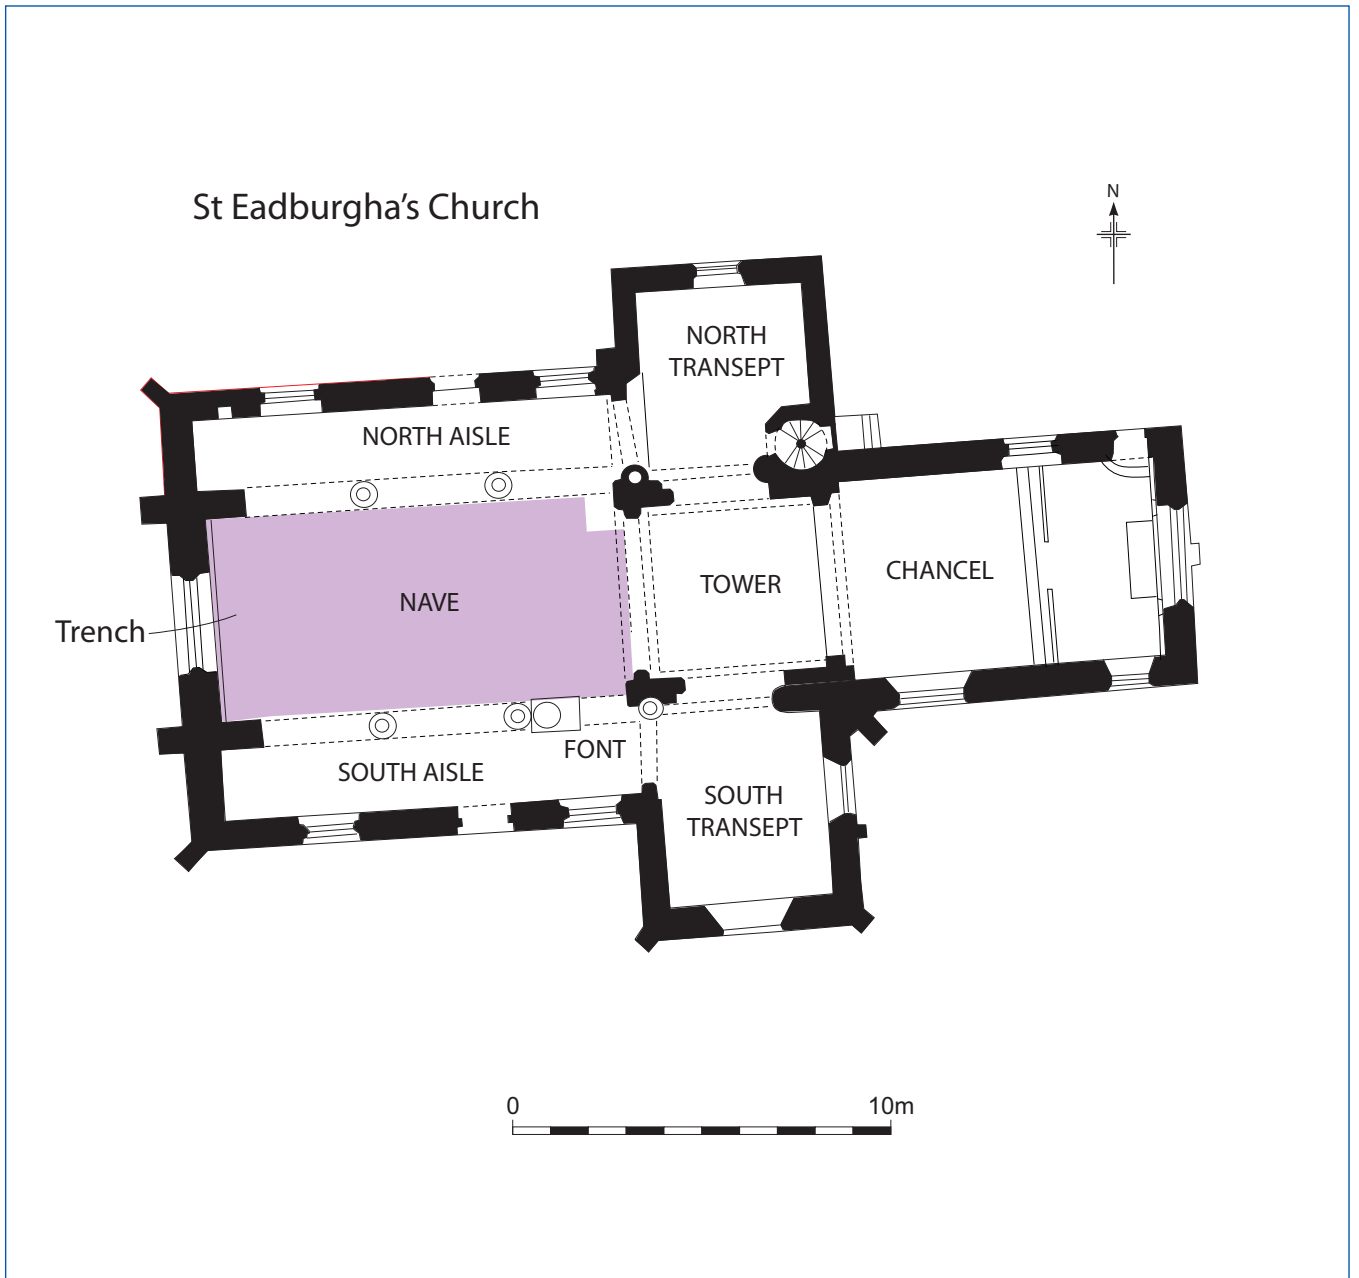 St Eadburgha's Church
N
NORTH
TRANSEPT
NORTH AISLE
CHANCEL
TOWER
NAVE
Trench
FONT
SOUTH AISLE
SOUTH
TRANSEPT
0 10m